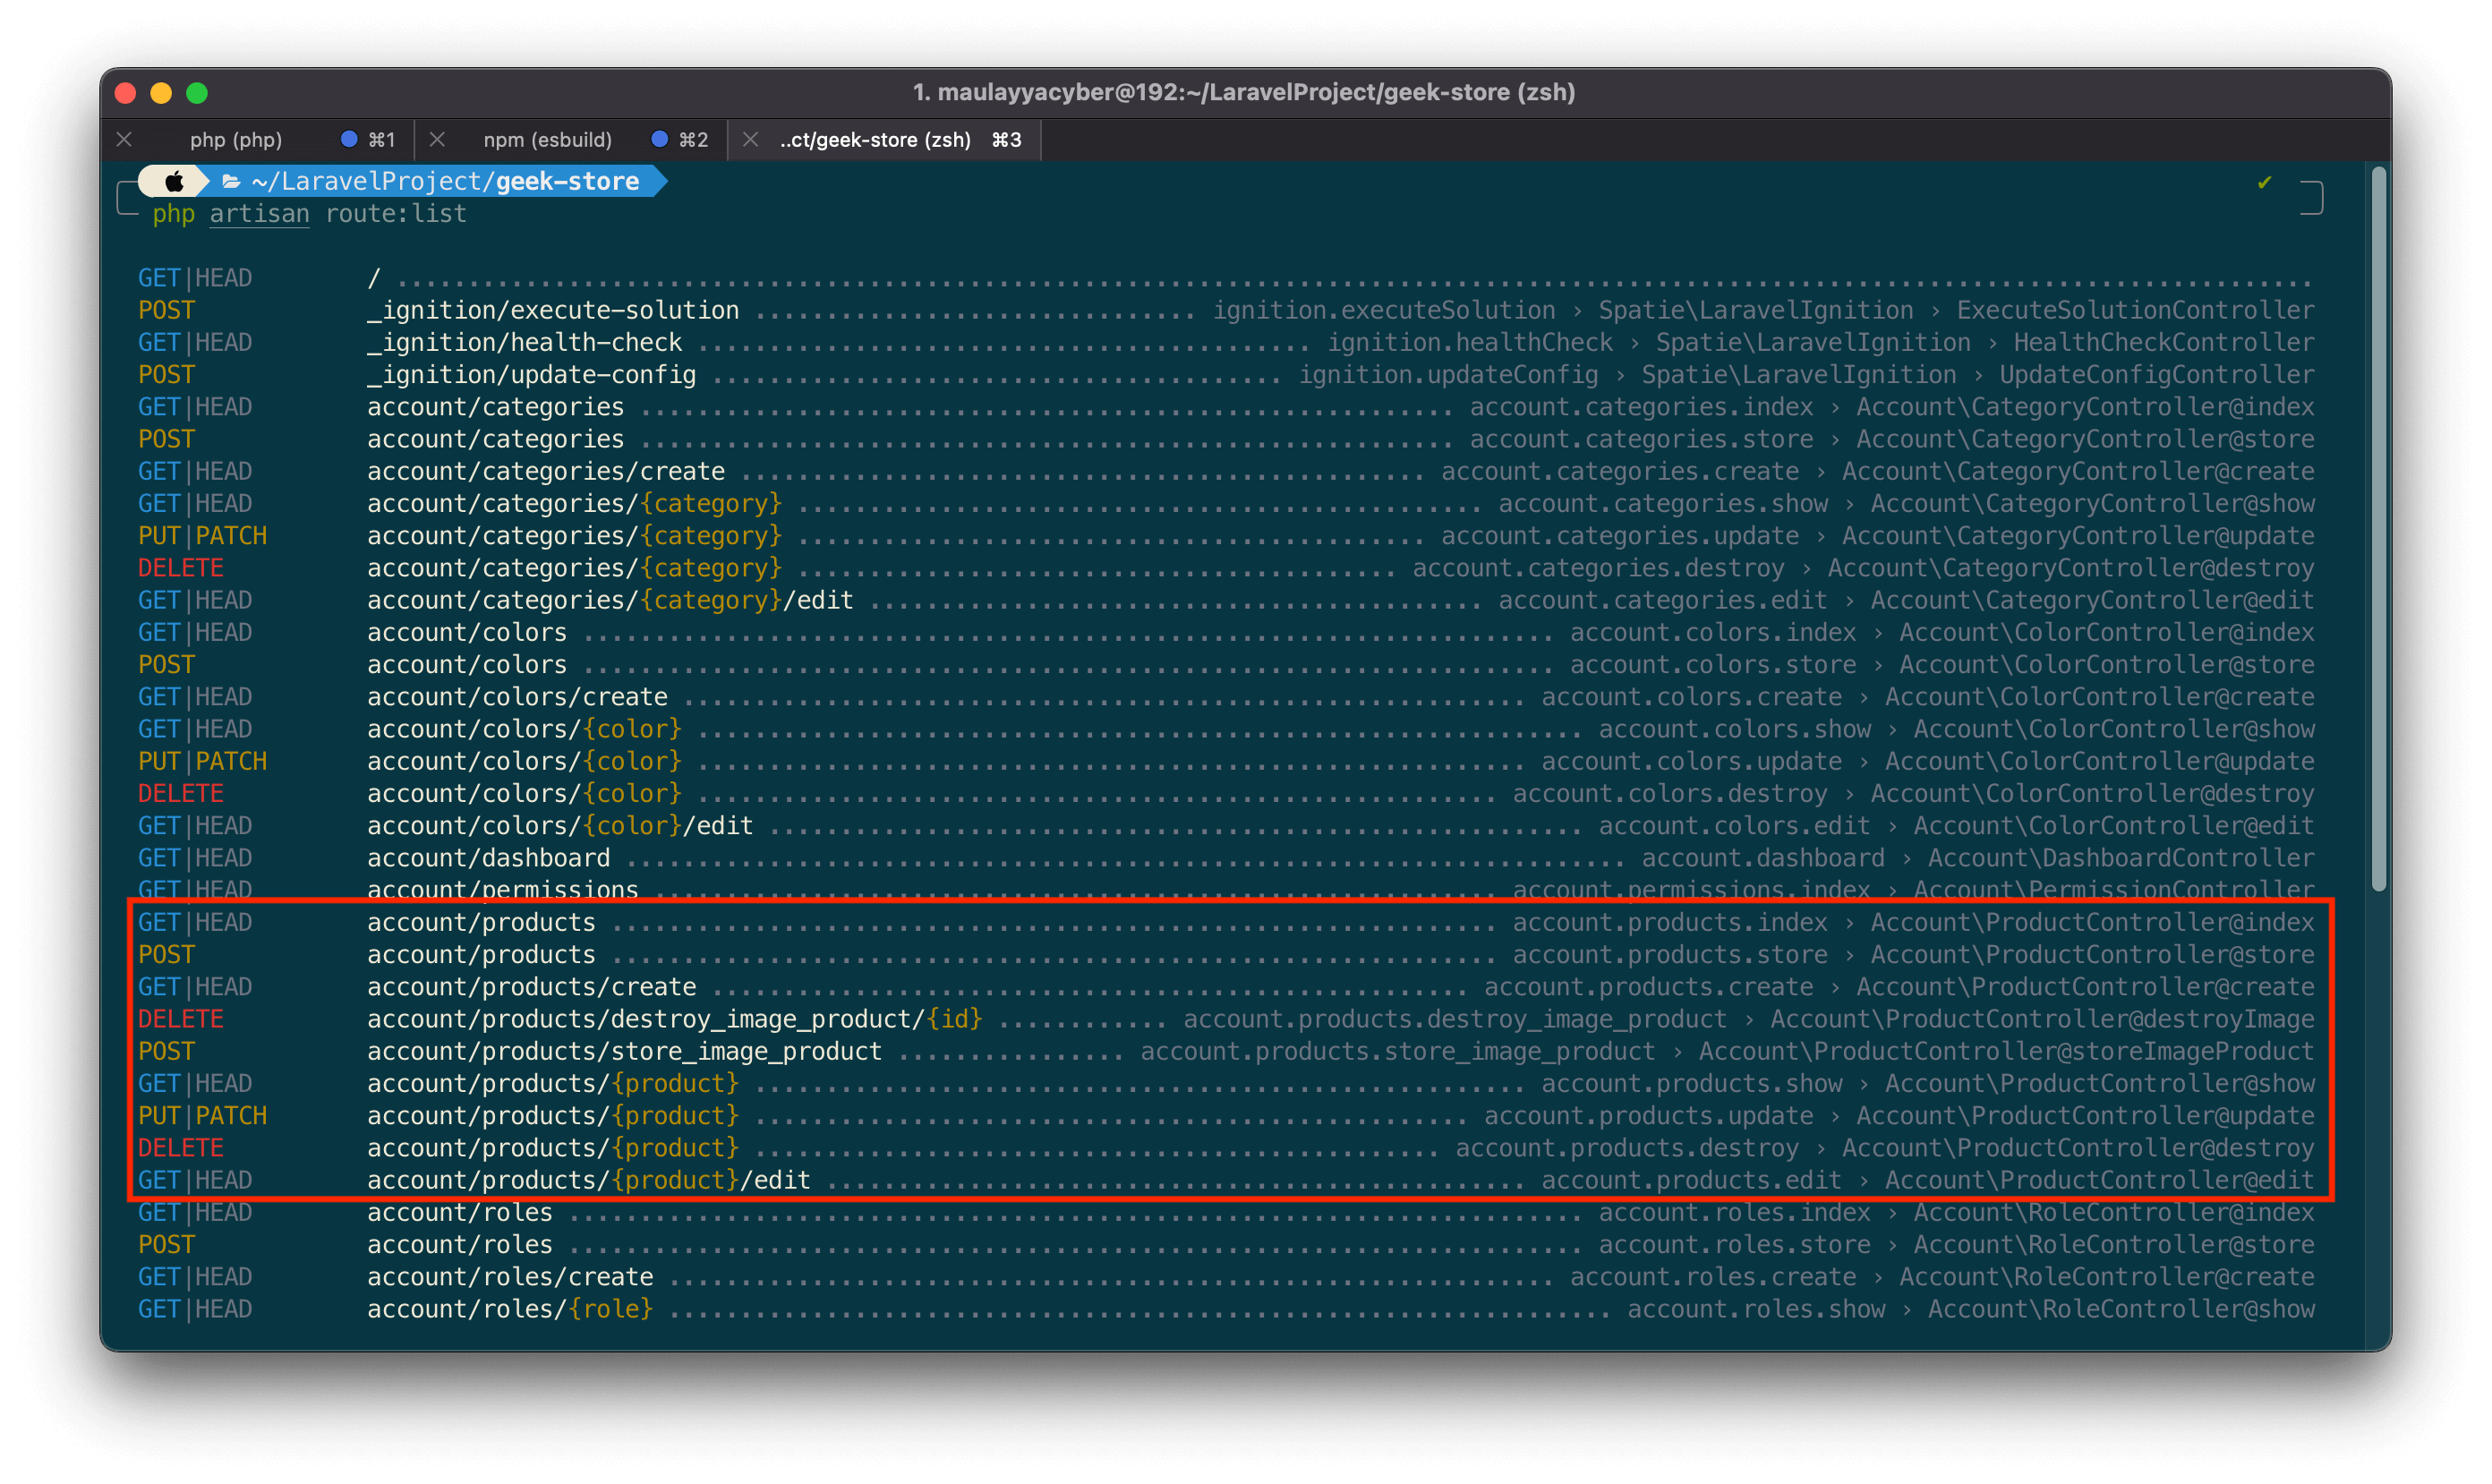 1. maulayyacyber@192:~/LaravelProject/geek-store (zsh)
php (php) ⌘1 npm (esbuild) ⌘2 ..ct/geek-store (zsh) ⌘3
~/LaravelProject/geek-store ✔
php artisan route:list
GET|HEAD / ........................................................................................................................................
POST _ignition/execute-solution ............................... ignition.executeSolution › Spatie\LaravelIgnition › ExecuteSolutionController
GET|HEAD _ignition/health-check ........................................... ignition.healthCheck › Spatie\LaravelIgnition › HealthCheckController
POST _ignition/update-config ........................................ ignition.updateConfig › Spatie\LaravelIgnition › UpdateConfigController
GET|HEAD account/categories ......................................................... account.categories.index › Account\CategoryController@index
POST account/categories ......................................................... account.categories.store › Account\CategoryController@store
GET|HEAD account/categories/create ................................................ account.categories.create › Account\CategoryController@create
GET|HEAD account/categories/{category} ................................................ account.categories.show › Account\CategoryController@show
PUT|PATCH account/categories/{category} ............................................ account.categories.update › Account\CategoryController@update
DELETE account/categories/{category} .......................................... account.categories.destroy › Account\CategoryController@destroy
GET|HEAD account/categories/{category}/edit ........................................... account.categories.edit › Account\CategoryController@edit
GET|HEAD account/colors .................................................................... account.colors.index › Account\ColorController@index
POST account/colors .................................................................... account.colors.store › Account\ColorController@store
GET|HEAD account/colors/create ........................................................... account.colors.create › Account\ColorController@create
GET|HEAD account/colors/{color} .............................................................. account.colors.show › Account\ColorController@show
PUT|PATCH account/colors/{color} .......................................................... account.colors.update › Account\ColorController@update
DELETE account/colors/{color} ........................................................ account.colors.destroy › Account\ColorController@destroy
GET|HEAD account/colors/{color}/edit ......................................................... account.colors.edit › Account\ColorController@edit
GET|HEAD account/dashboard ...................................................................... account.dashboard › Account\DashboardController
GET|HEAD account/permissions ........................................................... account.permissions.index › Account\PermissionController
GET|HEAD account/products .............................................................. account.products.index › Account\ProductController@index
POST account/products .............................................................. account.products.store › Account\ProductController@store
GET|HEAD account/products/create ..................................................... account.products.create › Account\ProductController@create
DELETE account/products/destroy_image_product/{id} ............ account.products.destroy_image_product › Account\ProductController@destroyImage
POST account/products/store_image_product ................ account.products.store_image_product › Account\ProductController@storeImageProduct
GET|HEAD account/products/{product} ...................................................... account.products.show › Account\ProductController@show
PUT|PATCH account/products/{product} .................................................. account.products.update › Account\ProductController@update
DELETE account/products/{product} ................................................ account.products.destroy › Account\ProductController@destroy
GET|HEAD account/products/{product}/edit ................................................. account.products.edit › Account\ProductController@edit
GET|HEAD account/roles ....................................................................... account.roles.index › Account\RoleController@index
POST account/roles ....................................................................... account.roles.store › Account\RoleController@store
GET|HEAD account/roles/create .............................................................. account.roles.create › Account\RoleController@create
GET|HEAD account/roles/{role} .................................................................. account.roles.show › Account\RoleController@show